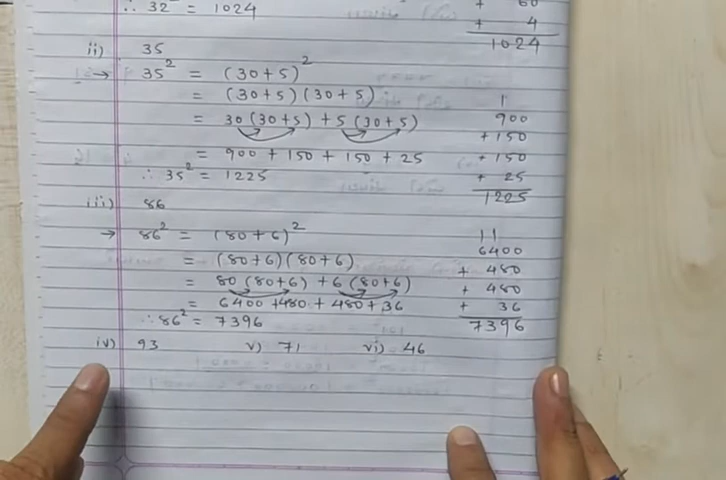 ∴ 32² = 1024
+ 60
+ 4
1024
ii) 35
→ 35² = (30+5)²
= (30+5)(30+5)
= 30(30+5) + 5(30+5)
= 900 + 150 + 150 + 25
∴ 35² = 1225
1
900
+150
+150
+ 25
1225
iii) 86
→ 86² = (80+6)²
= (80+6)(80+6)
= 80(80+6) + 6(80+6)
= 6400 + 480 + 480 + 36
∴ 86² = 7396
11
6400
+ 480
+ 480
+ 36
7396
iv) 93 v) 71 vi) 46